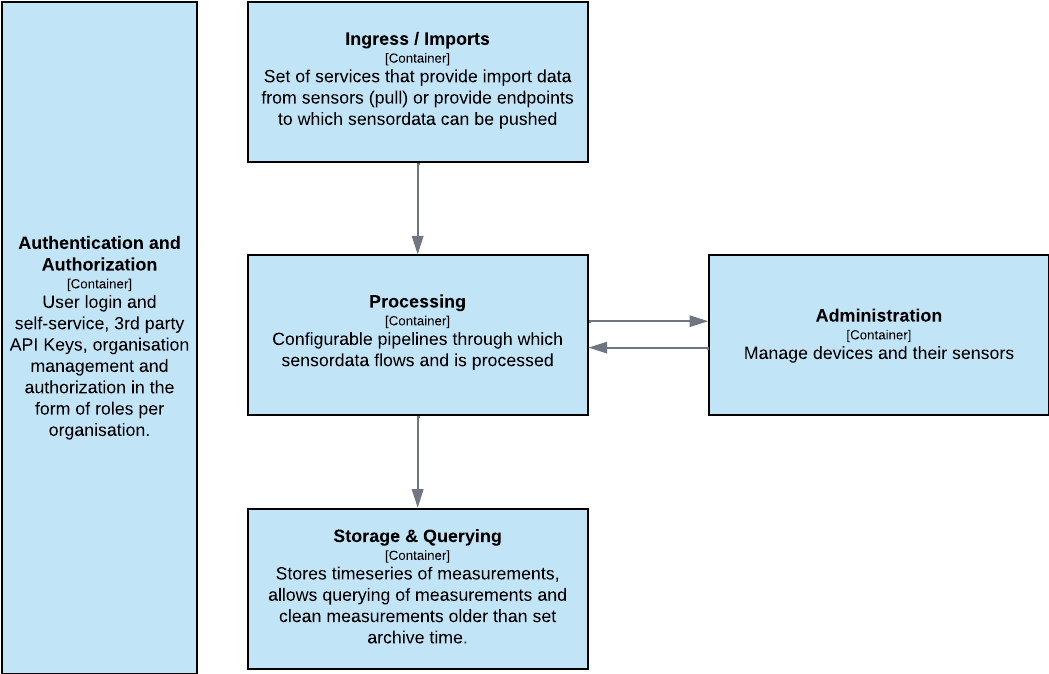 Authentication and
Authorization
[Container]
User login and
self-service, 3rd party
API Keys, organisation
management and
authorization in the
form of roles per
organisation.
Ingress / Imports
[Container]
Set of services that provide import data
from sensors (pull) or provide endpoints
to which sensordata can be pushed
Processing
[Container]
Configurable pipelines through which
sensordata flows and is processed
Administration
[Container]
Manage devices and their sensors
Storage & Querying
[Container]
Stores timeseries of measurements,
allows querying of measurements and
clean measurements older than set
archive time.